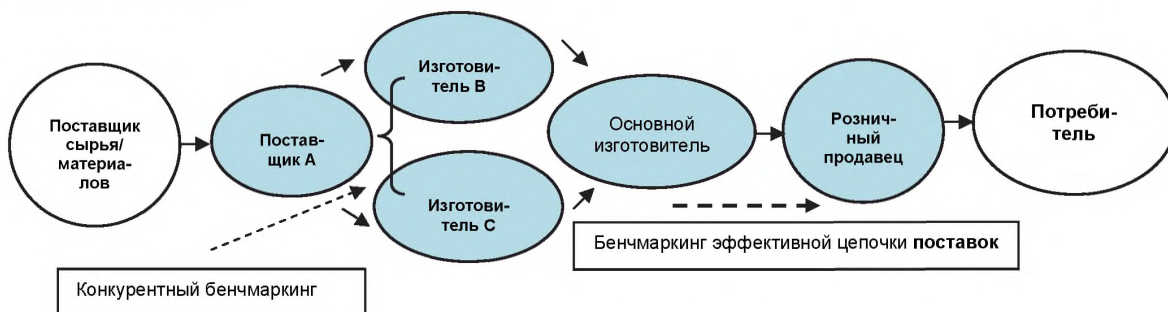 Поставщик
сырья/
материа-
лов
Постав-
щик А
Изготови-
тель В
Изготови-
тель С
Основной
изготовитель
Рознич-
ный
продавец
Потреби-
тель
Бенчмаркинг эффективной цепочки поставок
Конкурентный бенчмаркинг